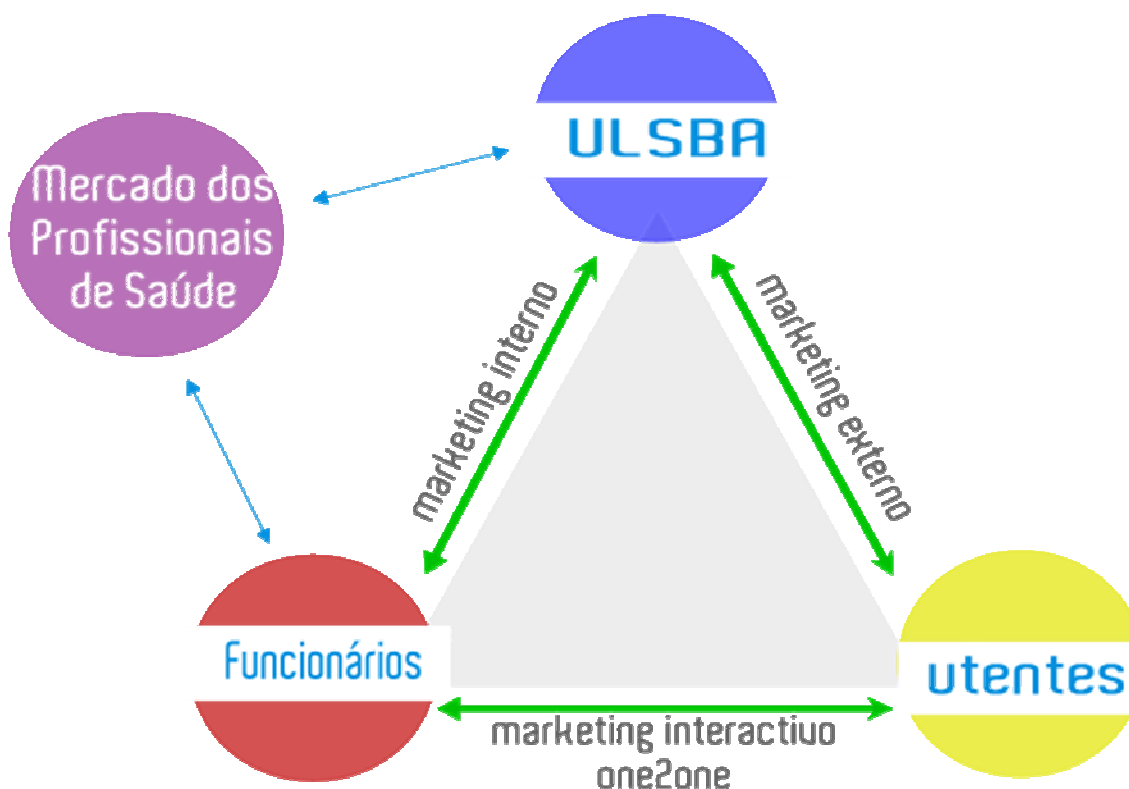 ULSBA
Mercado dos
Profissionais
de Saúde
marketing interno
marketing externo
Funcionários
utentes
marketing interactivo
one2one